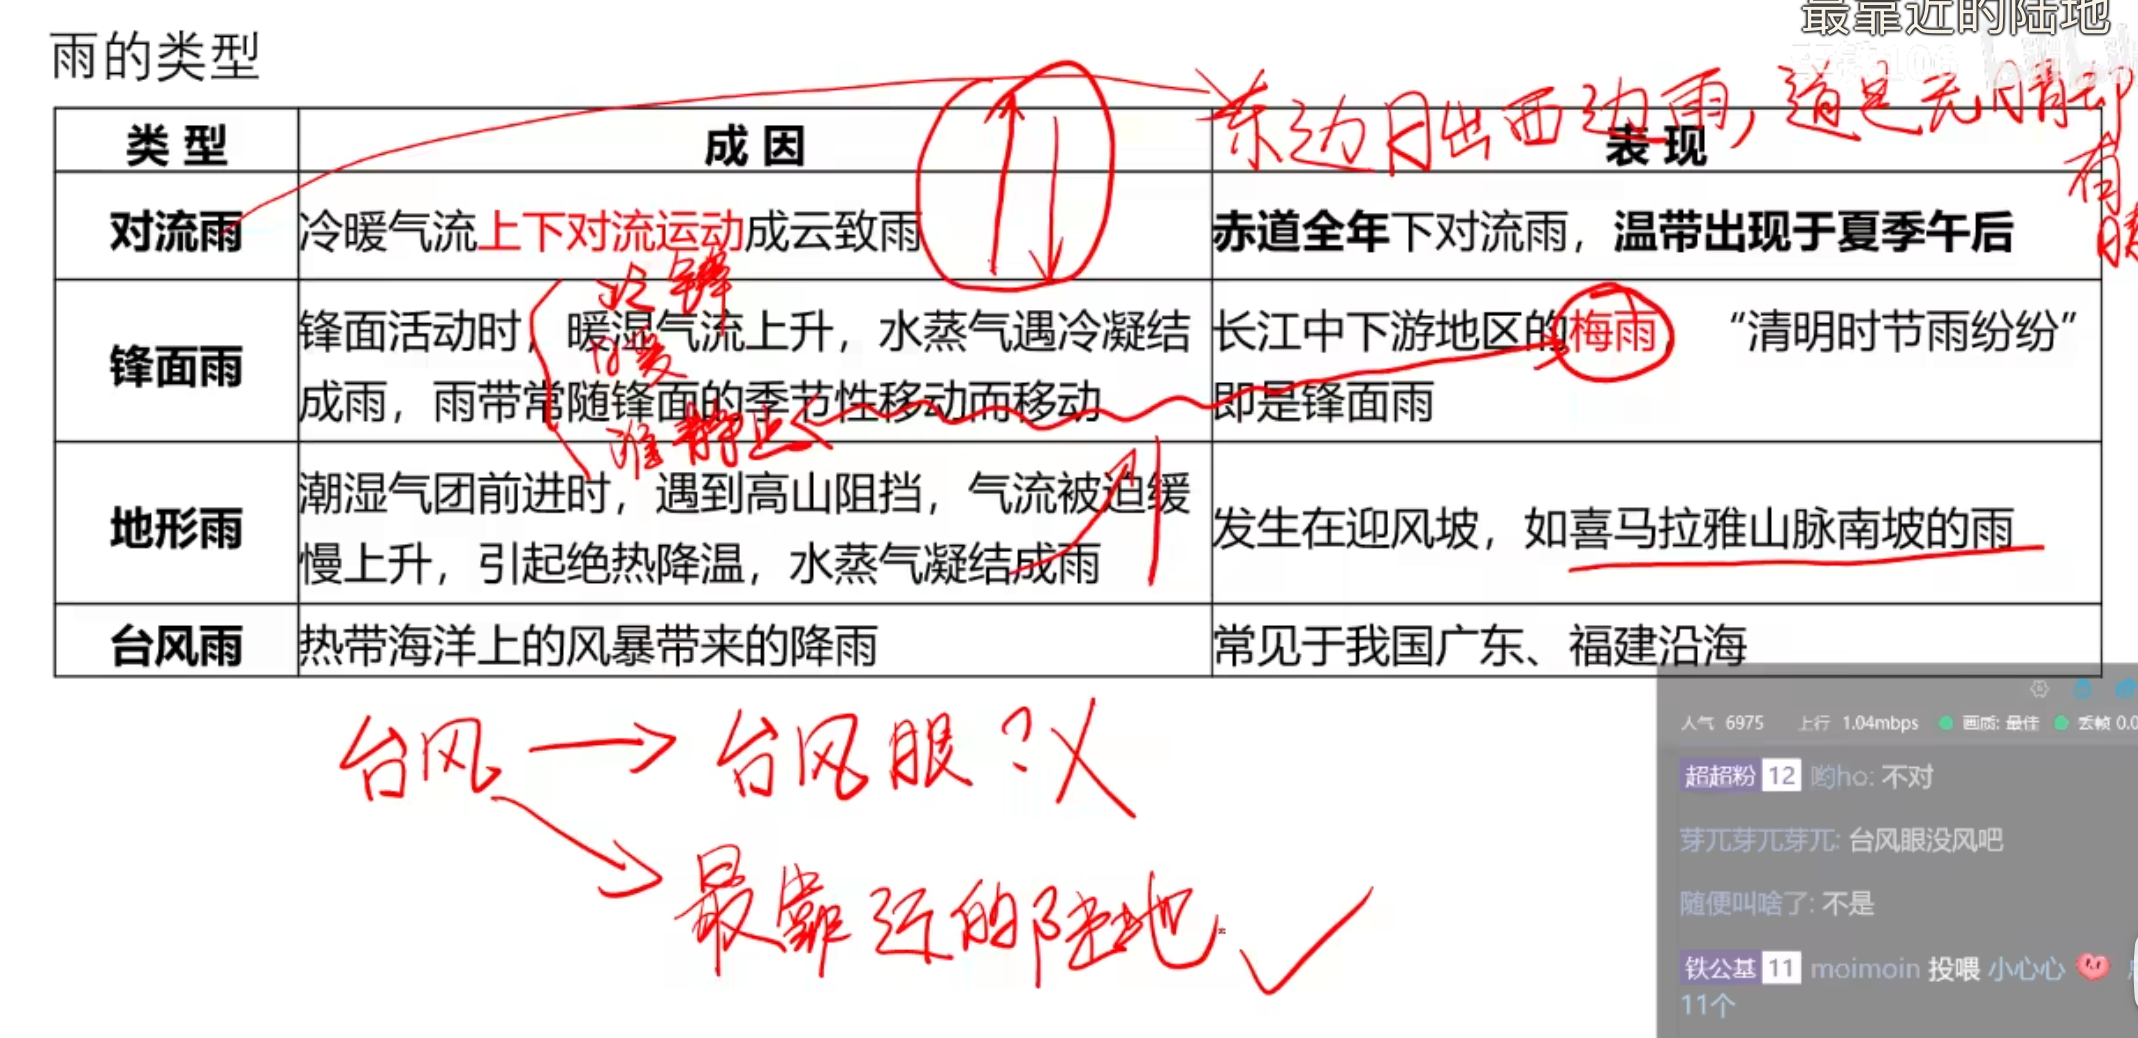 最靠近的陆地
雨的类型
东边日出西边雨,道是无晴却
有
晴
类型 成因 表现
对流雨 冷暖气流上下对流运动成云致雨 赤道全年下对流雨，温带出现于夏季午后
冷锋
暖
准静止
锋面雨 锋面活动时，暖湿气流上升，水蒸气遇冷凝结 长江中下游地区的梅雨， “清明时节雨纷纷”
成雨，雨带常随锋面的季节性移动而移动 即是锋面雨
地形雨 潮湿气团前进时，遇到高山阻挡，气流被迫缓 发生在迎风坡，如喜马拉雅山脉南坡的雨
慢上升，引起绝热降温，水蒸气凝结成雨
台风雨 热带海洋上的风暴带来的降雨 常见于我国广东、福建沿海
台风 → 台风眼?X
最靠近的陆地 ✓
人气 6975 上行 1.04mbps 画质: 最佳 丢帧 0.0
超超粉 12 哟ho: 不对
芽兀芽兀芽兀: 台风眼没风吧
随便叫啥了: 不是
铁公基 11 moimoin 投喂 小心心
11个